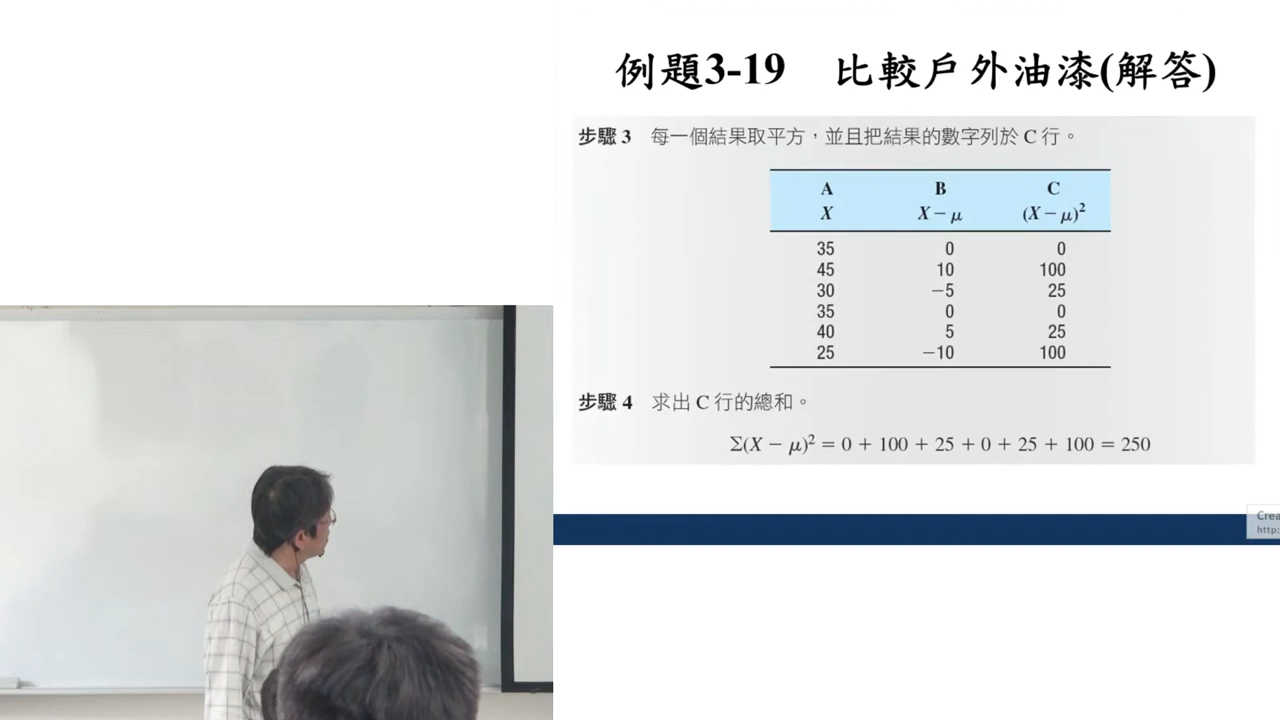 例題3-19 比較戶外油漆(解答)
步驟 3 每一個結果取平方，並且把結果的數字列於 C 行。
A B C
X X − μ (X − μ)²
35 0 0
45 10 100
30 −5 25
35 0 0
40 5 25
25 −10 100
步驟 4 求出 C 行的總和。
Σ(X − μ)² = 0 + 100 + 25 + 0 + 25 + 100 = 250
Crea
http: